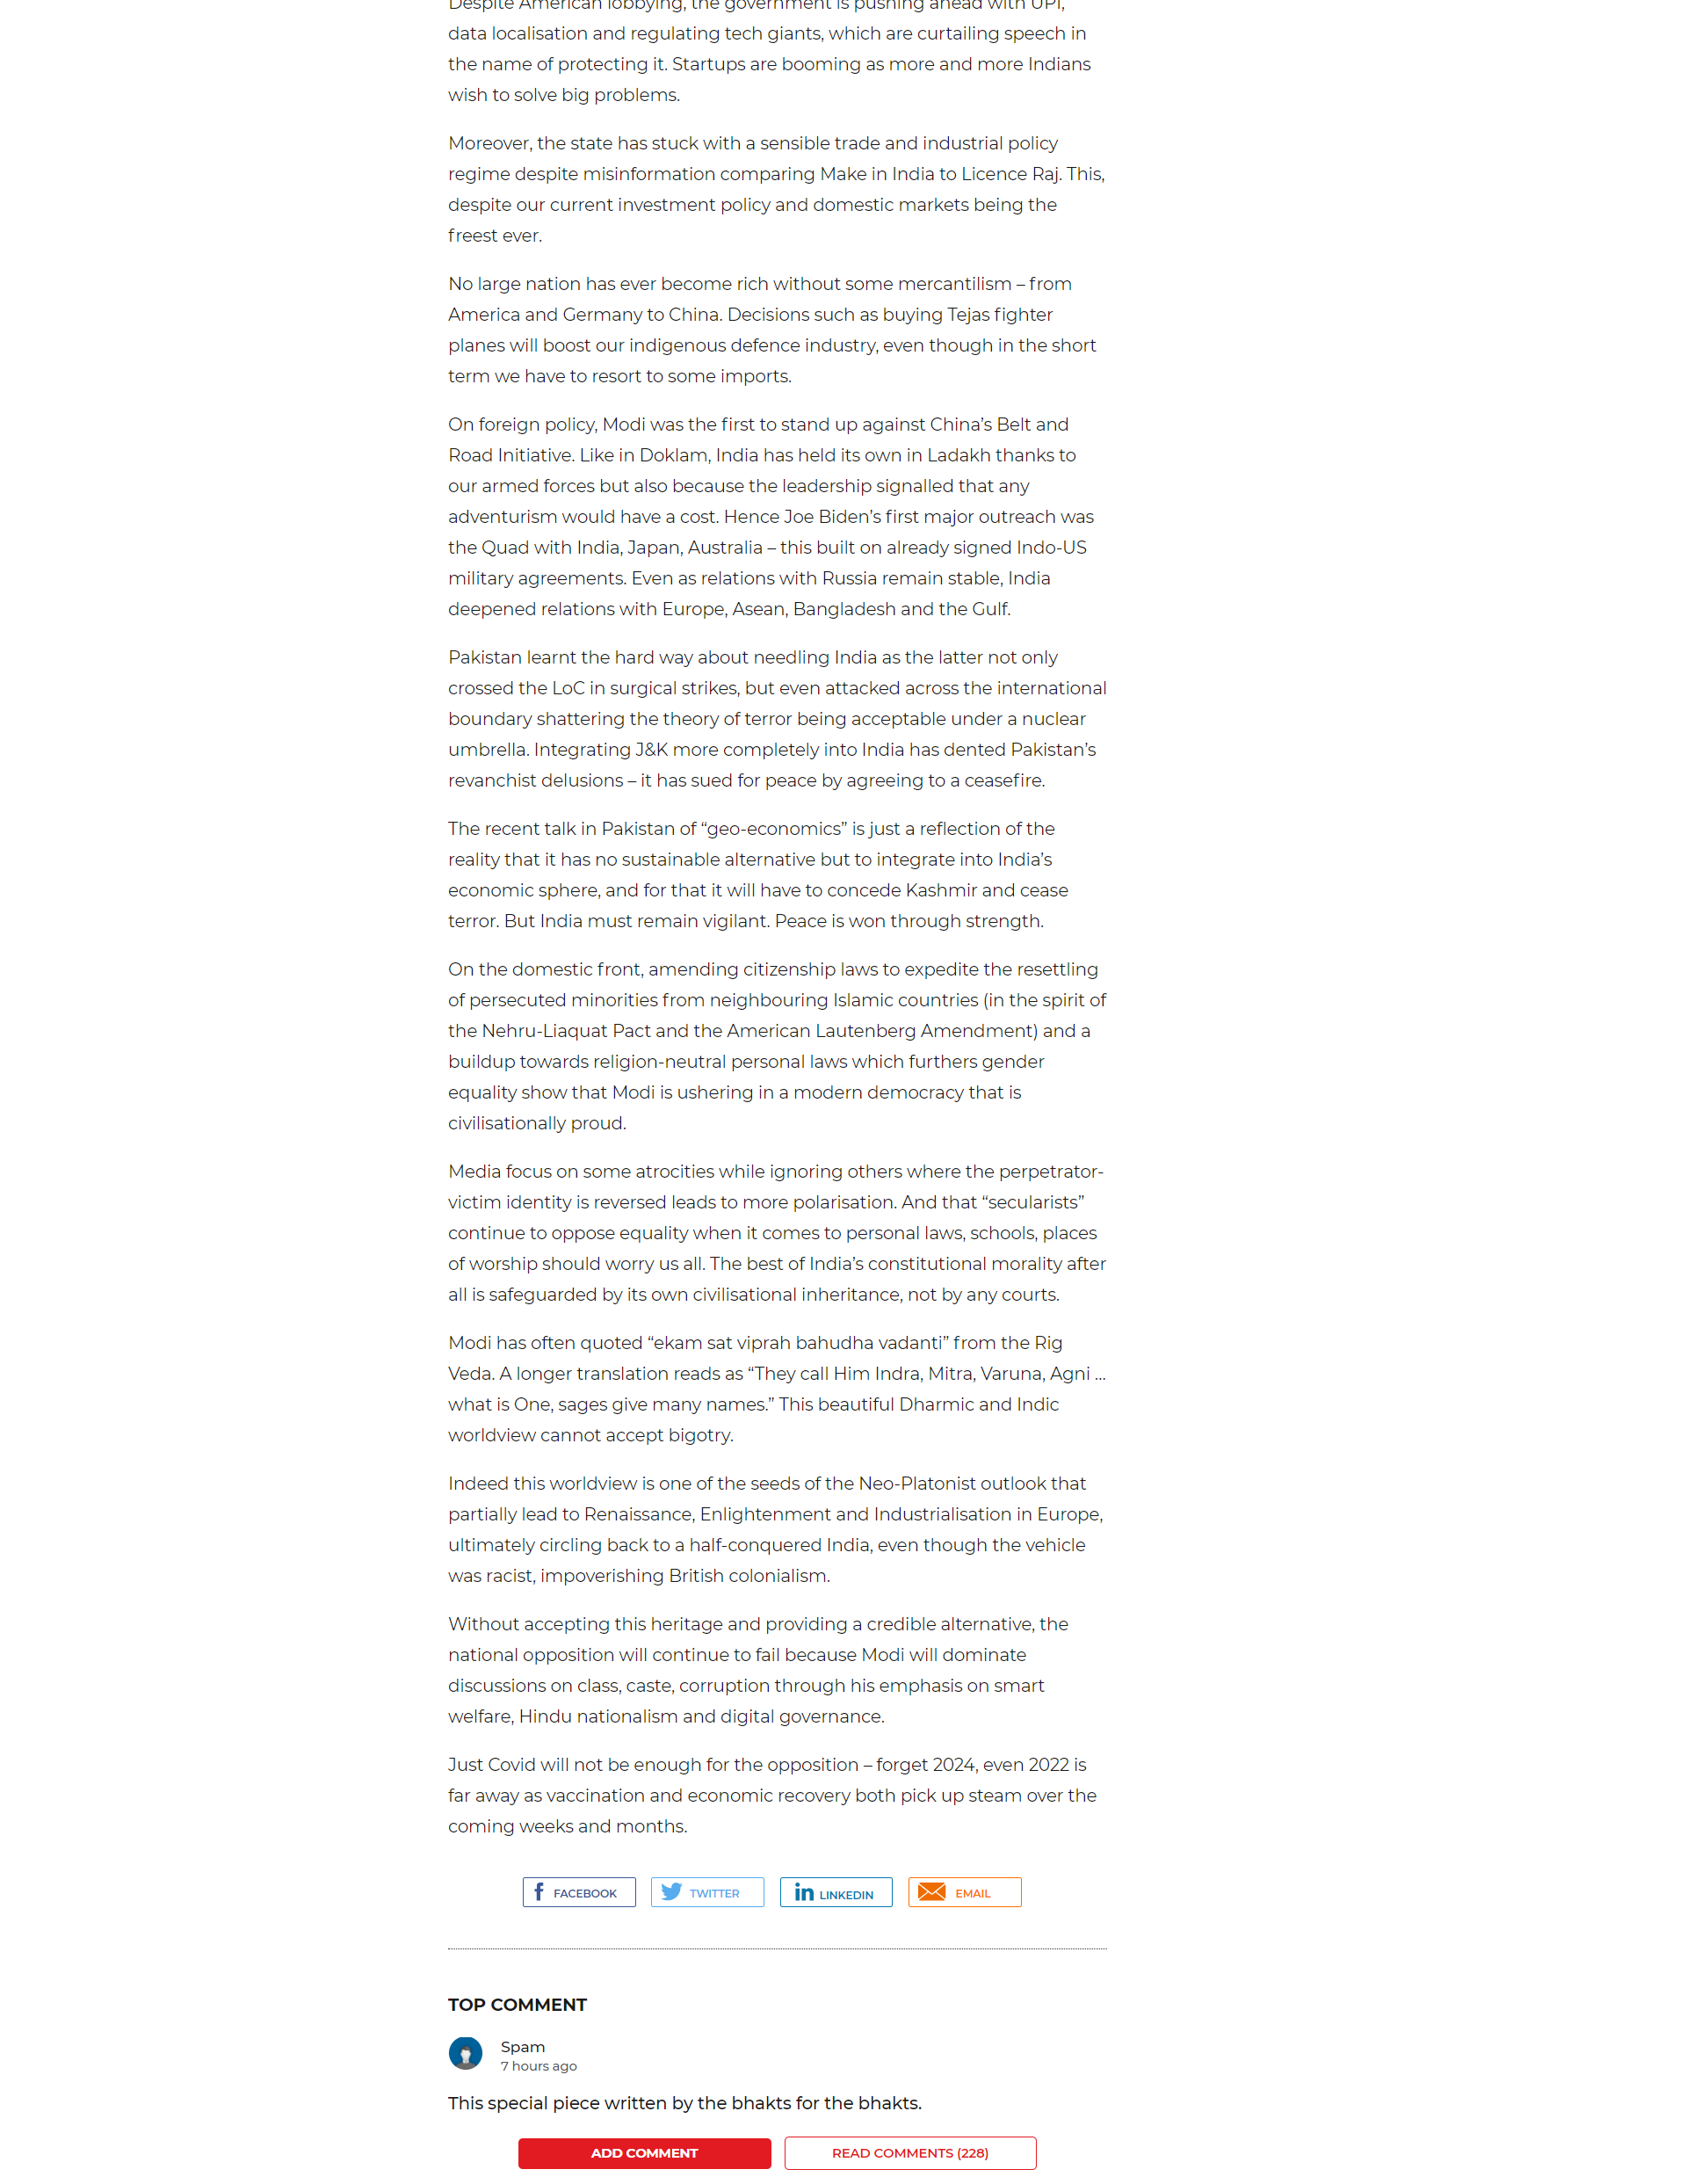 Despite American lobbying, the government is pushing ahead with UPI,
data localisation and regulating tech giants, which are curtailing speech in
the name of protecting it. Startups are booming as more and more Indians
wish to solve big problems.
Moreover, the state has stuck with a sensible trade and industrial policy
regime despite misinformation comparing Make in India to Licence Raj. This,
despite our current investment policy and domestic markets being the
freest ever.
No large nation has ever become rich without some mercantilism – from
America and Germany to China. Decisions such as buying Tejas fighter
planes will boost our indigenous defence industry, even though in the short
term we have to resort to some imports.
On foreign policy, Modi was the first to stand up against China’s Belt and
Road Initiative. Like in Doklam, India has held its own in Ladakh thanks to
our armed forces but also because the leadership signalled that any
adventurism would have a cost. Hence Joe Biden’s first major outreach was
the Quad with India, Japan, Australia – this built on already signed Indo-US
military agreements. Even as relations with Russia remain stable, India
deepened relations with Europe, Asean, Bangladesh and the Gulf.
Pakistan learnt the hard way about needling India as the latter not only
crossed the LoC in surgical strikes, but even attacked across the international
boundary shattering the theory of terror being acceptable under a nuclear
umbrella. Integrating J&K more completely into India has dented Pakistan’s
revanchist delusions – it has sued for peace by agreeing to a ceasefire.
The recent talk in Pakistan of “geo-economics” is just a reflection of the
reality that it has no sustainable alternative but to integrate into India’s
economic sphere, and for that it will have to concede Kashmir and cease
terror. But India must remain vigilant. Peace is won through strength.
On the domestic front, amending citizenship laws to expedite the resettling
of persecuted minorities from neighbouring Islamic countries (in the spirit of
the Nehru-Liaquat Pact and the American Lautenberg Amendment) and a
buildup towards religion-neutral personal laws which furthers gender
equality show that Modi is ushering in a modern democracy that is
civilisationally proud.
Media focus on some atrocities while ignoring others where the perpetrator-
victim identity is reversed leads to more polarisation. And that “secularists”
continue to oppose equality when it comes to personal laws, schools, places
of worship should worry us all. The best of India’s constitutional morality after
all is safeguarded by its own civilisational inheritance, not by any courts.
Modi has often quoted “ekam sat viprah bahudha vadanti” from the Rig
Veda. A longer translation reads as “They call Him Indra, Mitra, Varuna, Agni ...
what is One, sages give many names.” This beautiful Dharmic and Indic
worldview cannot accept bigotry.
Indeed this worldview is one of the seeds of the Neo-Platonist outlook that
partially lead to Renaissance, Enlightenment and Industrialisation in Europe,
ultimately circling back to a half-conquered India, even though the vehicle
was racist, impoverishing British colonialism.
Without accepting this heritage and providing a credible alternative, the
national opposition will continue to fail because Modi will dominate
discussions on class, caste, corruption through his emphasis on smart
welfare, Hindu nationalism and digital governance.
Just Covid will not be enough for the opposition – forget 2024, even 2022 is
far away as vaccination and economic recovery both pick up steam over the
coming weeks and months.
FACEBOOK TWITTER in LINKEDIN EMAIL
TOP COMMENT
Spam
7 hours ago
This special piece written by the bhakts for the bhakts.
ADD COMMENT READ COMMENTS (228)